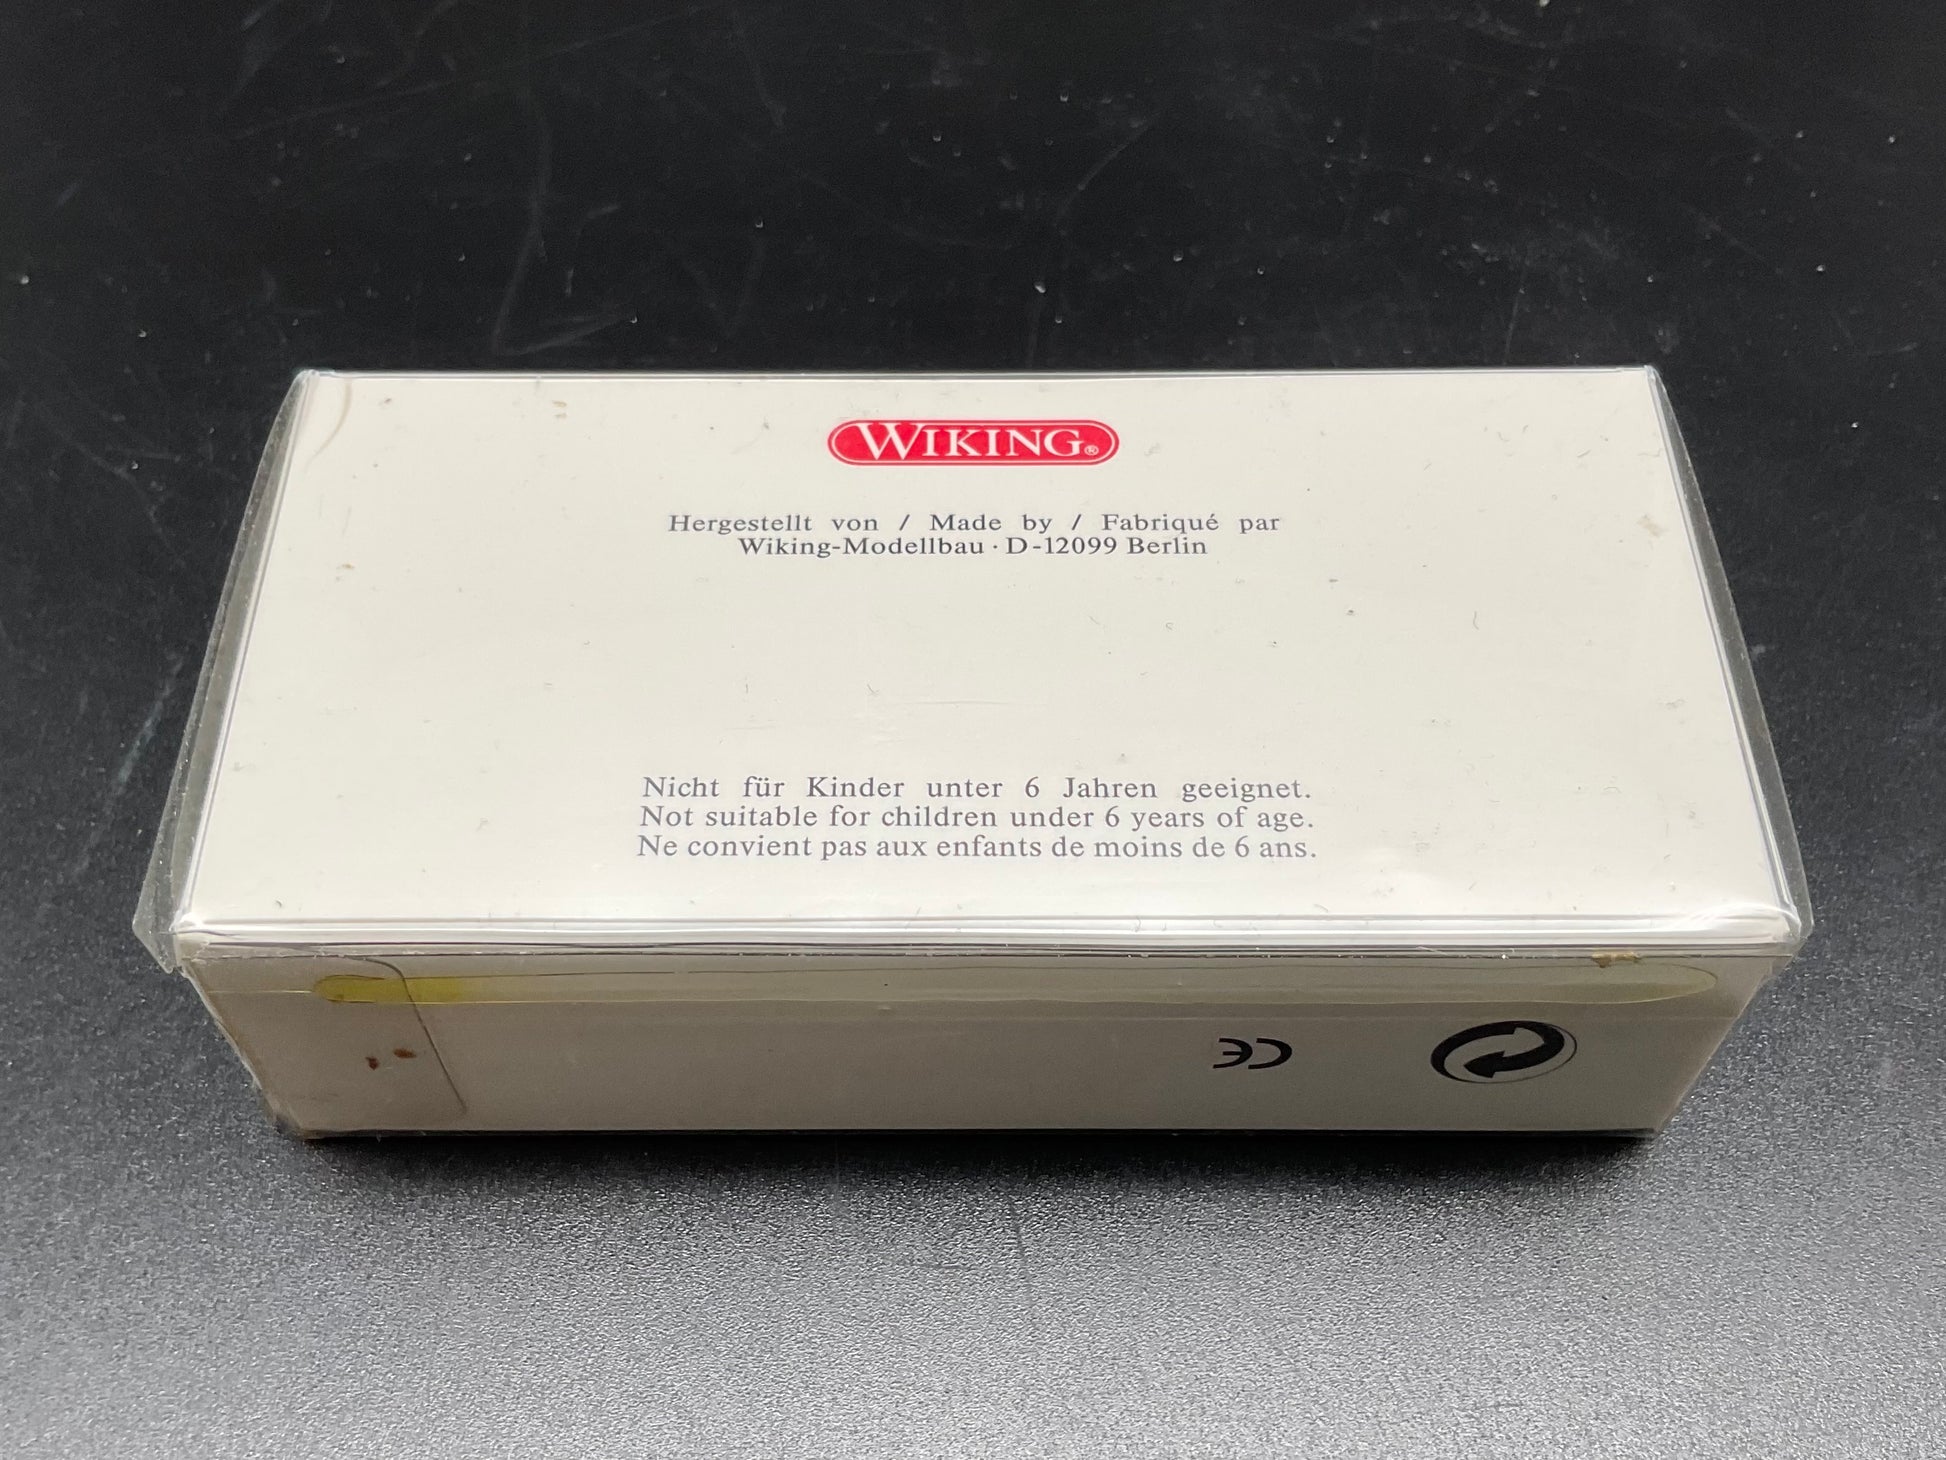 WIKING®
Hergestellt von / Made by / Fabriqué par
Wiking-Modellbau · D-12099 Berlin
Nicht für Kinder unter 6 Jahren geeignet.
Not suitable for children under 6 years of age.
Ne convient pas aux enfants de moins de 6 ans.
CE